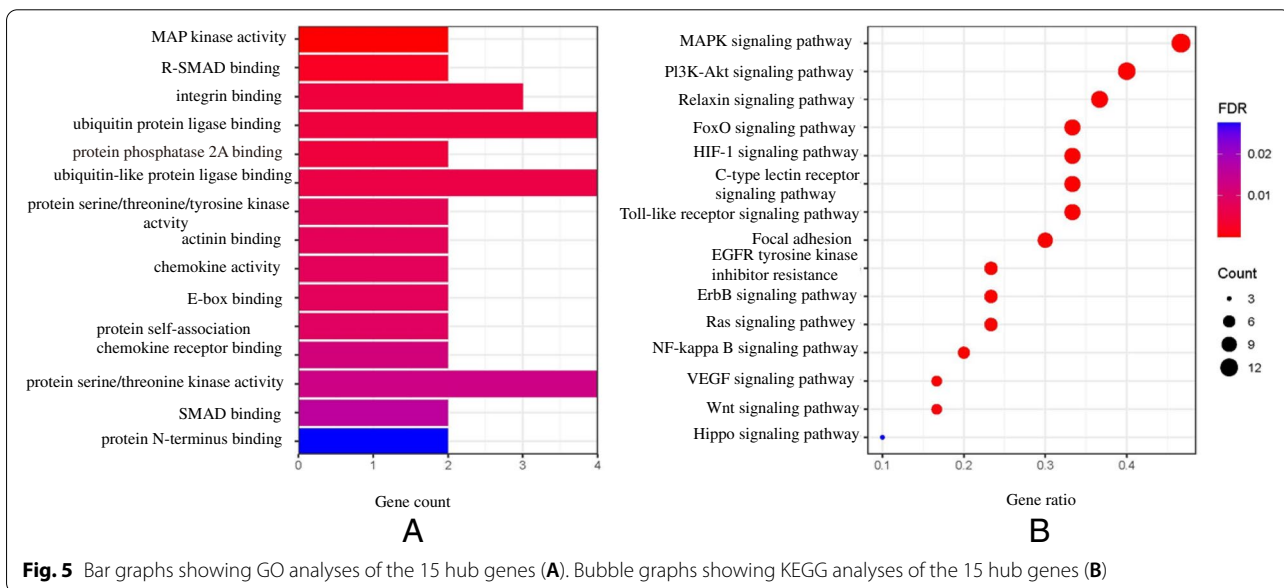 MAP kinase activity
R-SMAD binding
integrin binding
ubiquitin protein ligase binding
protein phosphatase 2A binding
ubiquitin-like protein ligase binding
protein serine/threonine/tyrosine kinase
actvity
actinin binding
chemokine activity
E-box binding
protein self-association
chemokine receptor binding
protein serine/threonine kinase activity
SMAD binding
protein N-terminus binding
0 1 2 3 4
Gene count
A
MAPK signaling pathway
Pl3K-Akt signaling pathway
Relaxin signaling pathway
FoxO signaling pathway
HIF-1 signaling pathway
C-type lectin receptor
signaling pathway
Toll-like receptor signaling pathway
Focal adhesion
EGFR tyrosine kinase
inhibitor resistance
ErbB signaling pathway
Ras signaling pathwey
NF-kappa B signaling pathway
VEGF signaling pathway
Wnt signaling pathway
Hippo signaling pathway
0.1 0.2 0.3 0.4
Gene ratio
B
FDR
0.02
0.01
Count
3
6
9
12
Fig. 5 Bar graphs showing GO analyses of the 15 hub genes (A). Bubble graphs showing KEGG analyses of the 15 hub genes (B)